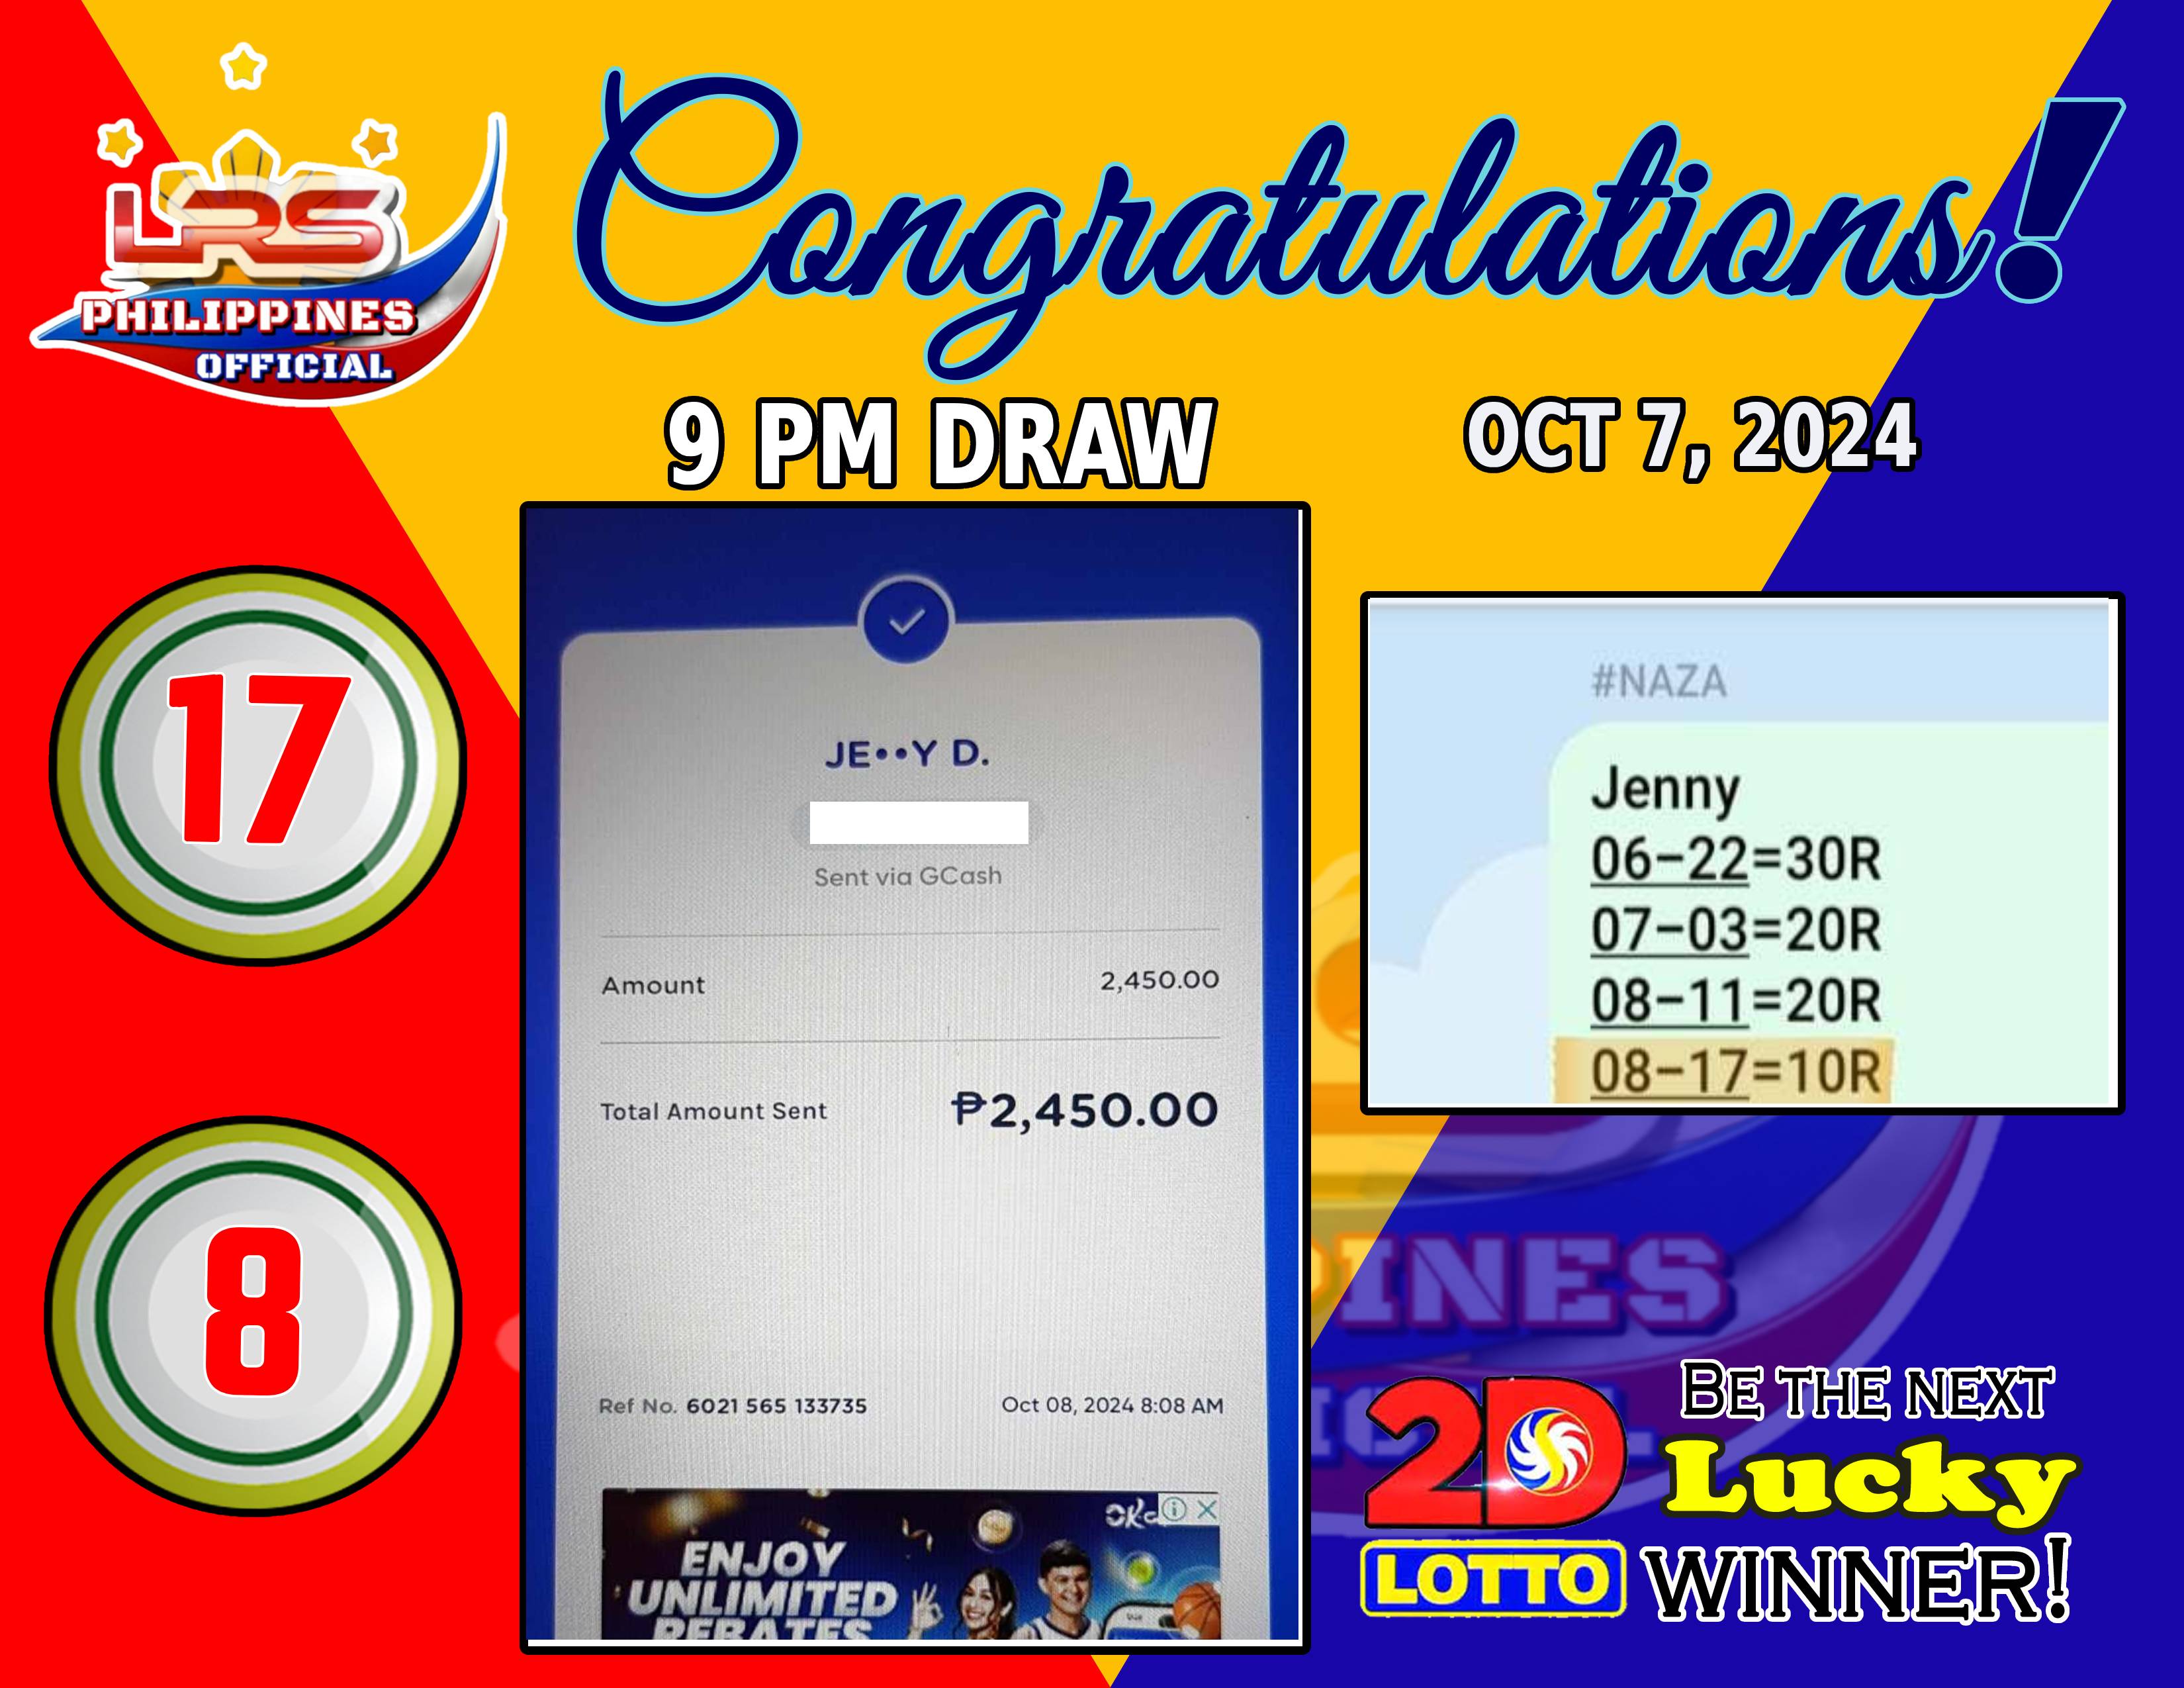 LRS
PHILIPPINES
OFFICIAL
Congratulations!
9 PM DRAW
OCT 7, 2024
17
8
JE••Y D.
Sent via GCash
Amount 2,450.00
Total Amount Sent ₱2,450.00
Ref No. 6021 565 133735 Oct 08, 2024 8:08 AM
ENJOY
UNLIMITED
REBATES
#NAZA
Jenny
06-22=30R
07-03=20R
08-11=20R
08-17=10R
PINES
2D
LOTTO
BE THE NEXT
Lucky
WINNER!